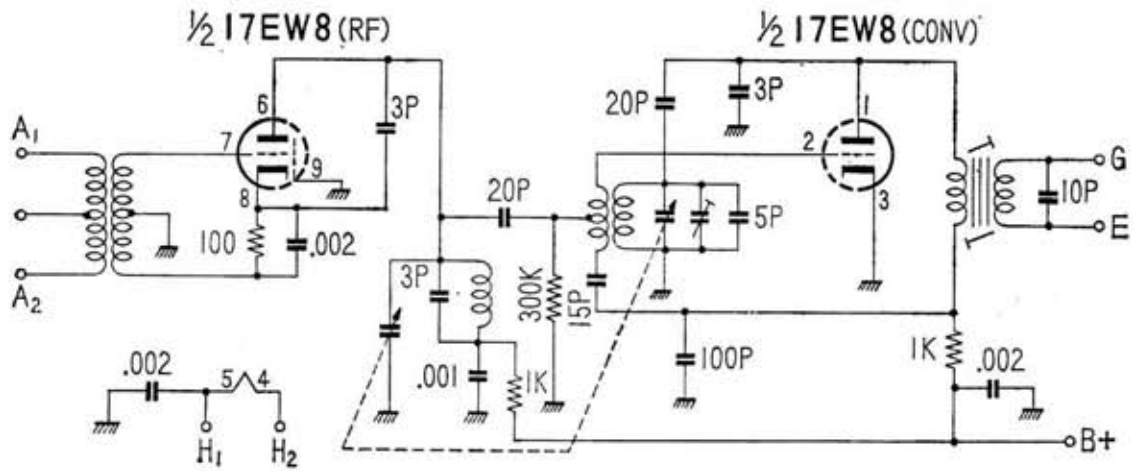 ½ 17EW8 (RF)
½ 17EW8 (CONV)
6
3P
20P
3P
1
A₁
7
9
2
3
G
8
20P
5P
10P
100
.002
E
A₂
3P
300K
15P
.002
5
4
.001
1K
100P
1K
.002
H₁
H₂
B+